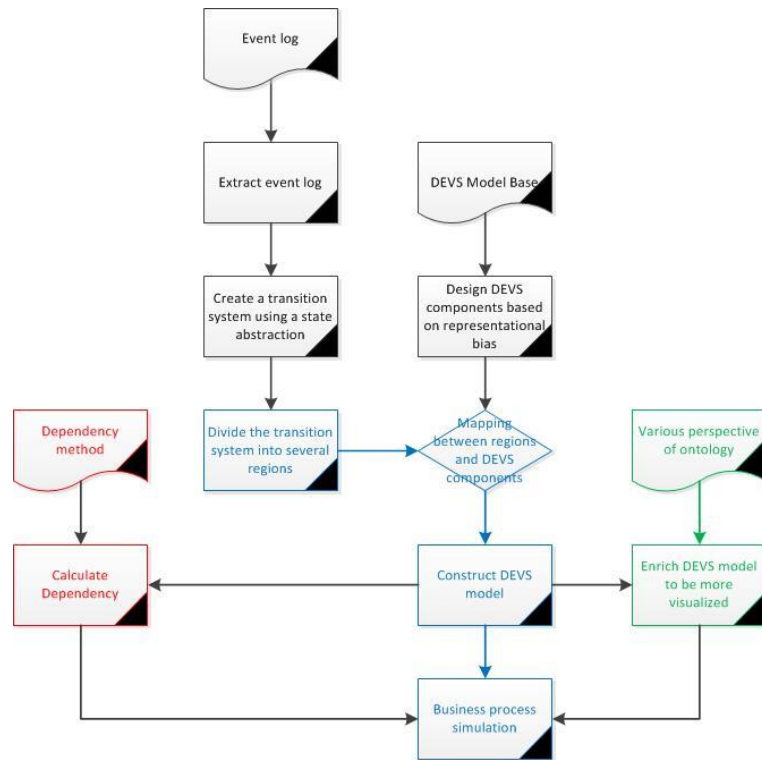 Event log
Extract event log
DEVS Model Base
Create a transition
system using a state
abstraction
Design DEVS
components based
on representational
bias
Dependency
method
Divide the transition
system into several
regions
Mapping
between regions
and DEVS
components
Various perspective
of ontology
Calculate
Dependency
Construct DEVS
model
Enrich DEVS model
to be more
visualized
Business process
simulation